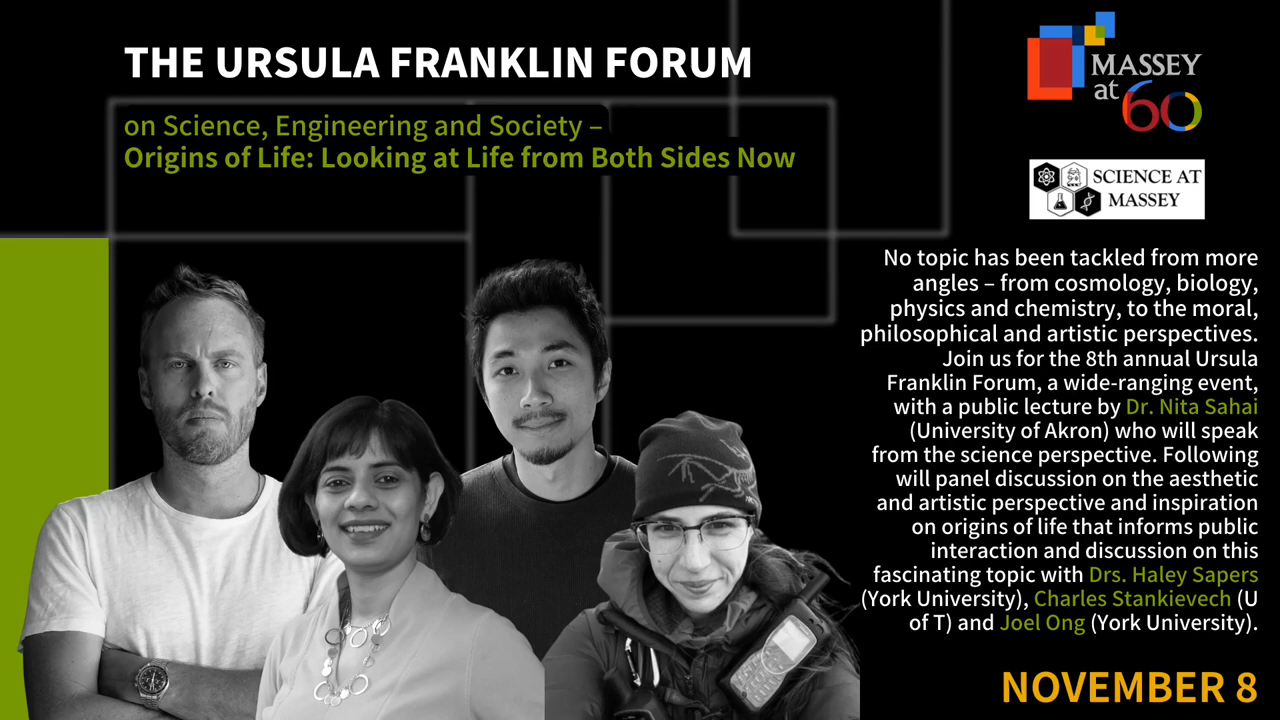 THE URSULA FRANKLIN FORUM
on Science, Engineering and Society –
Origins of Life: Looking at Life from Both Sides Now
MASSEY
at 60
SCIENCE AT
MASSEY
No topic has been tackled from more
angles – from cosmology, biology,
physics and chemistry, to the moral,
philosophical and artistic perspectives.
Join us for the 8th annual Ursula
Franklin Forum, a wide-ranging event,
with a public lecture by Dr. Nita Sahai
(University of Akron) who will speak
from the science perspective. Following
will panel discussion on the aesthetic
and artistic perspective and inspiration
on origins of life that informs public
interaction and discussion on this
fascinating topic with Drs. Haley Sapers
(York University), Charles Stankievech (U
of T) and Joel Ong (York University).
NOVEMBER 8